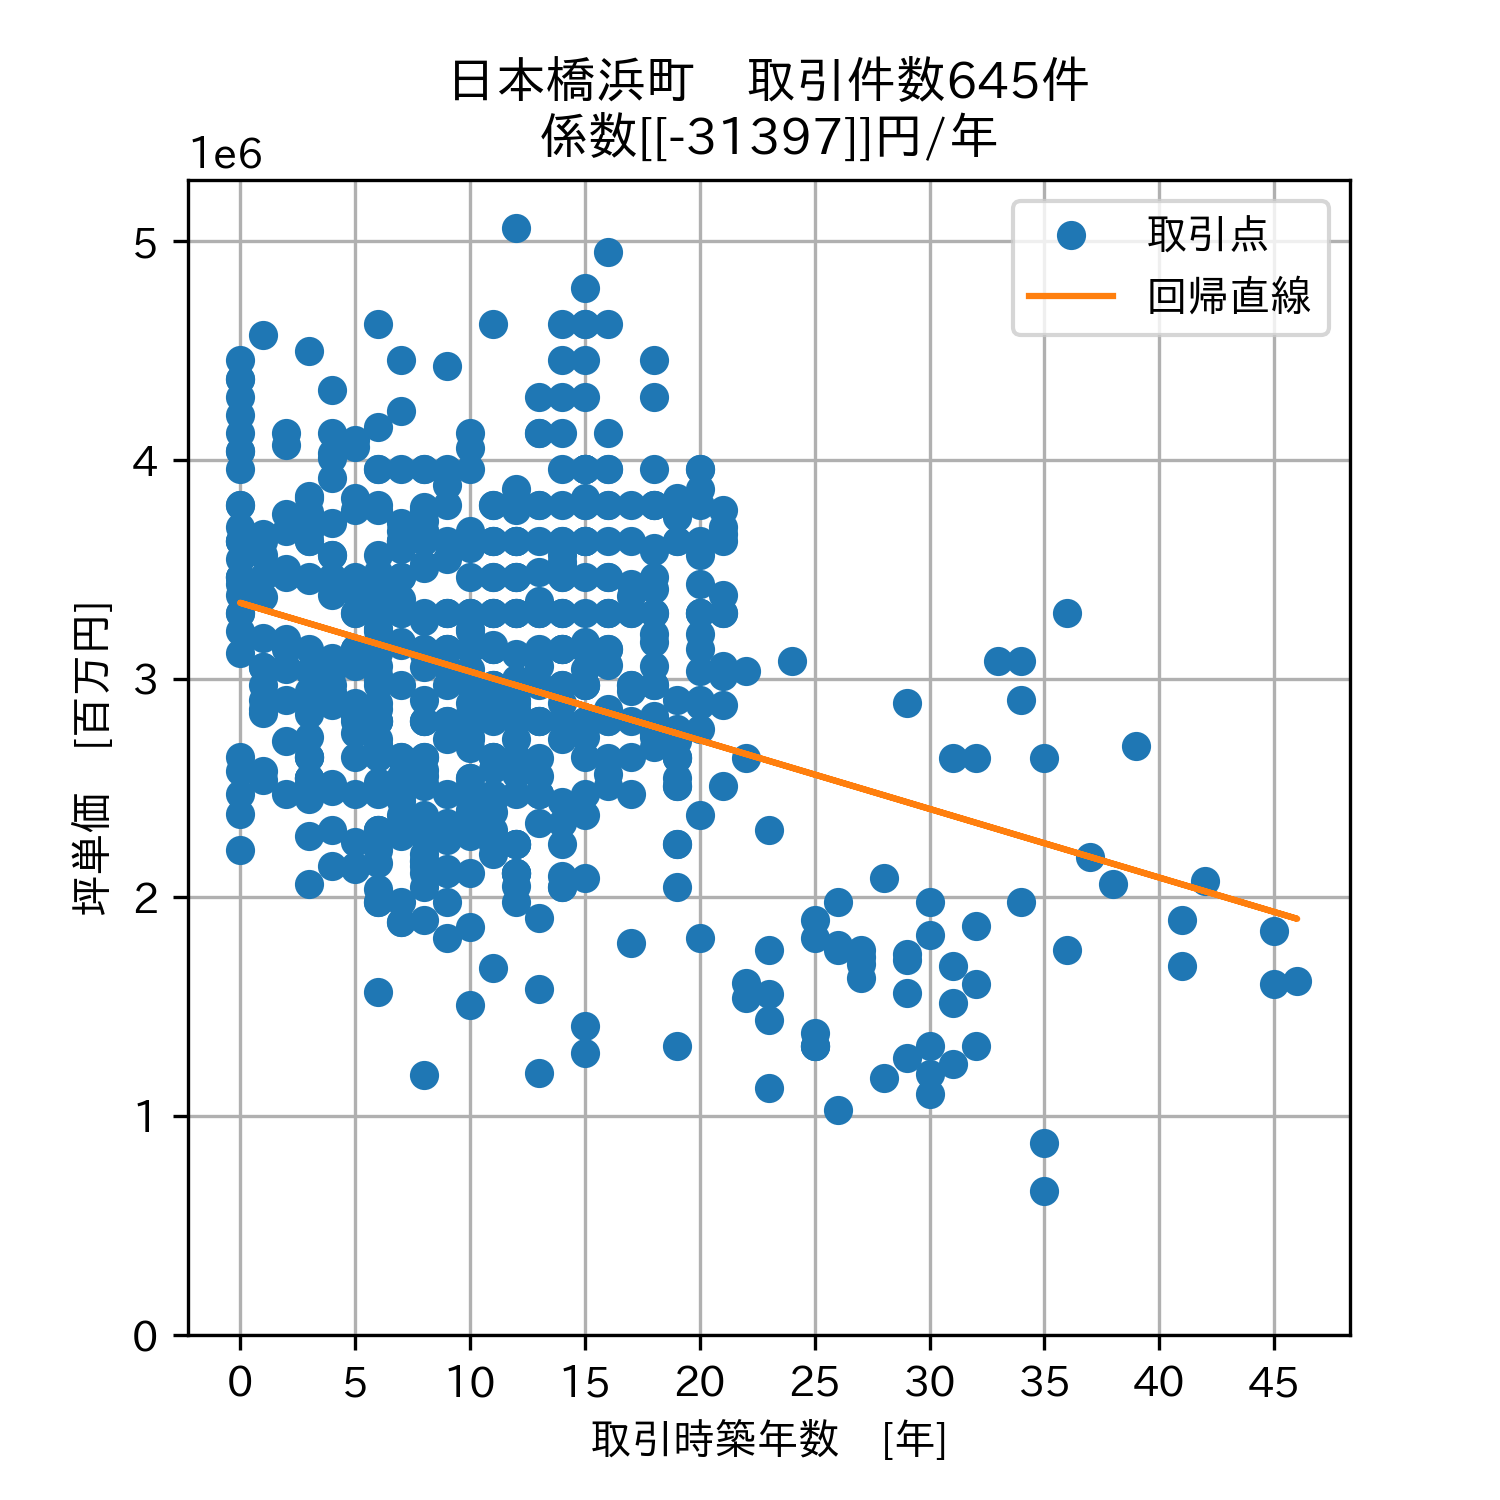 日本橋浜町　取引件数645件
係数[[-31397]]円/年
1e6
取引点
回帰直線
5
4
3
2
1
0
坪単価　[百万円]
0 5 10 15 20 25 30 35 40 45
取引時築年数　[年]